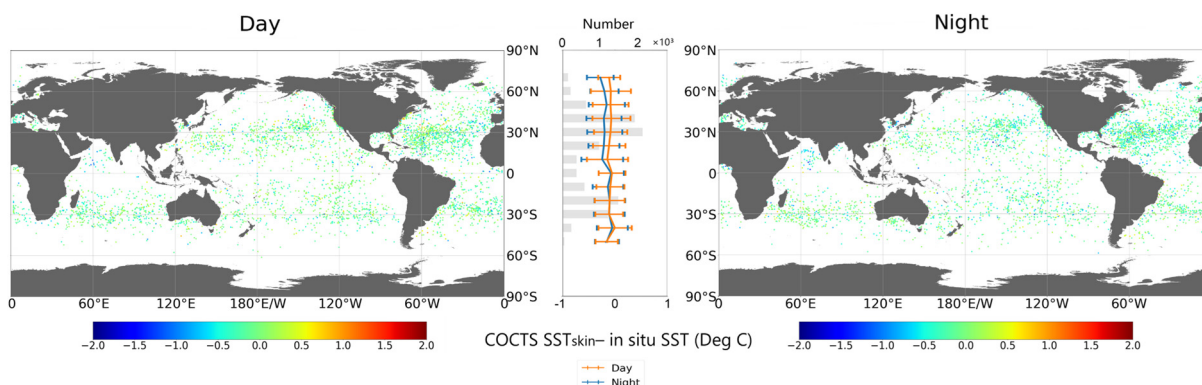 Day
Number
Night
0 1 2 ×10³
90°N
60°N
30°N
0
30°S
60°S
90°S
0 60°E 120°E 180°E/W 120°W 60°W 0
-1 0 1
90°N
60°N
30°N
0
30°S
60°S
90°S
0 60°E 120°E 180°E/W 120°W 60°W
−2.0 −1.5 −1.0 −0.5 0.0 0.5 1.0 1.5 2.0
COCTS SSTskin− in situ SST (Deg C)
−2.0 −1.5 −1.0 −0.5 0.0 0.5 1.0 1.5 2.0
Day
Night